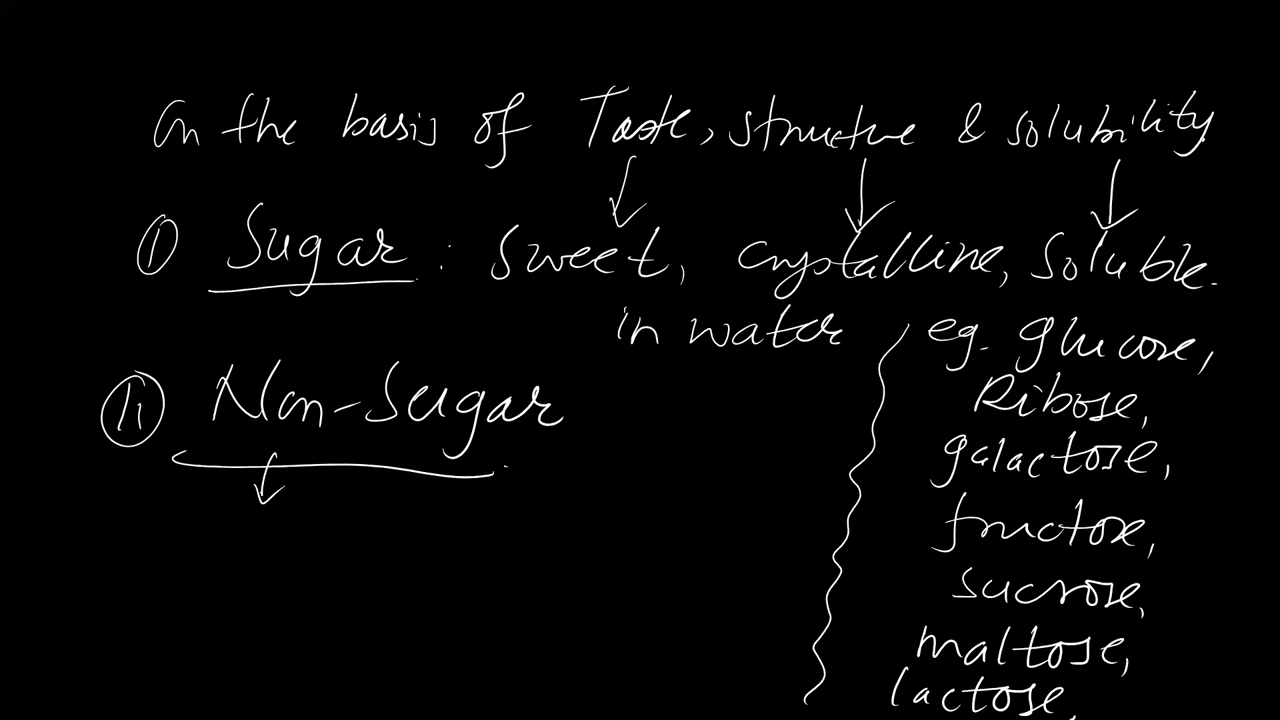 On the basis of Taste, structure & solubility
(i) Sugar : Sweet, Crystalline, Soluble.
in water
eg. glucose,
Ribose,
(ii) Non-Sugar
galactose,
fructose,
sucrose,
maltose,
lactose,